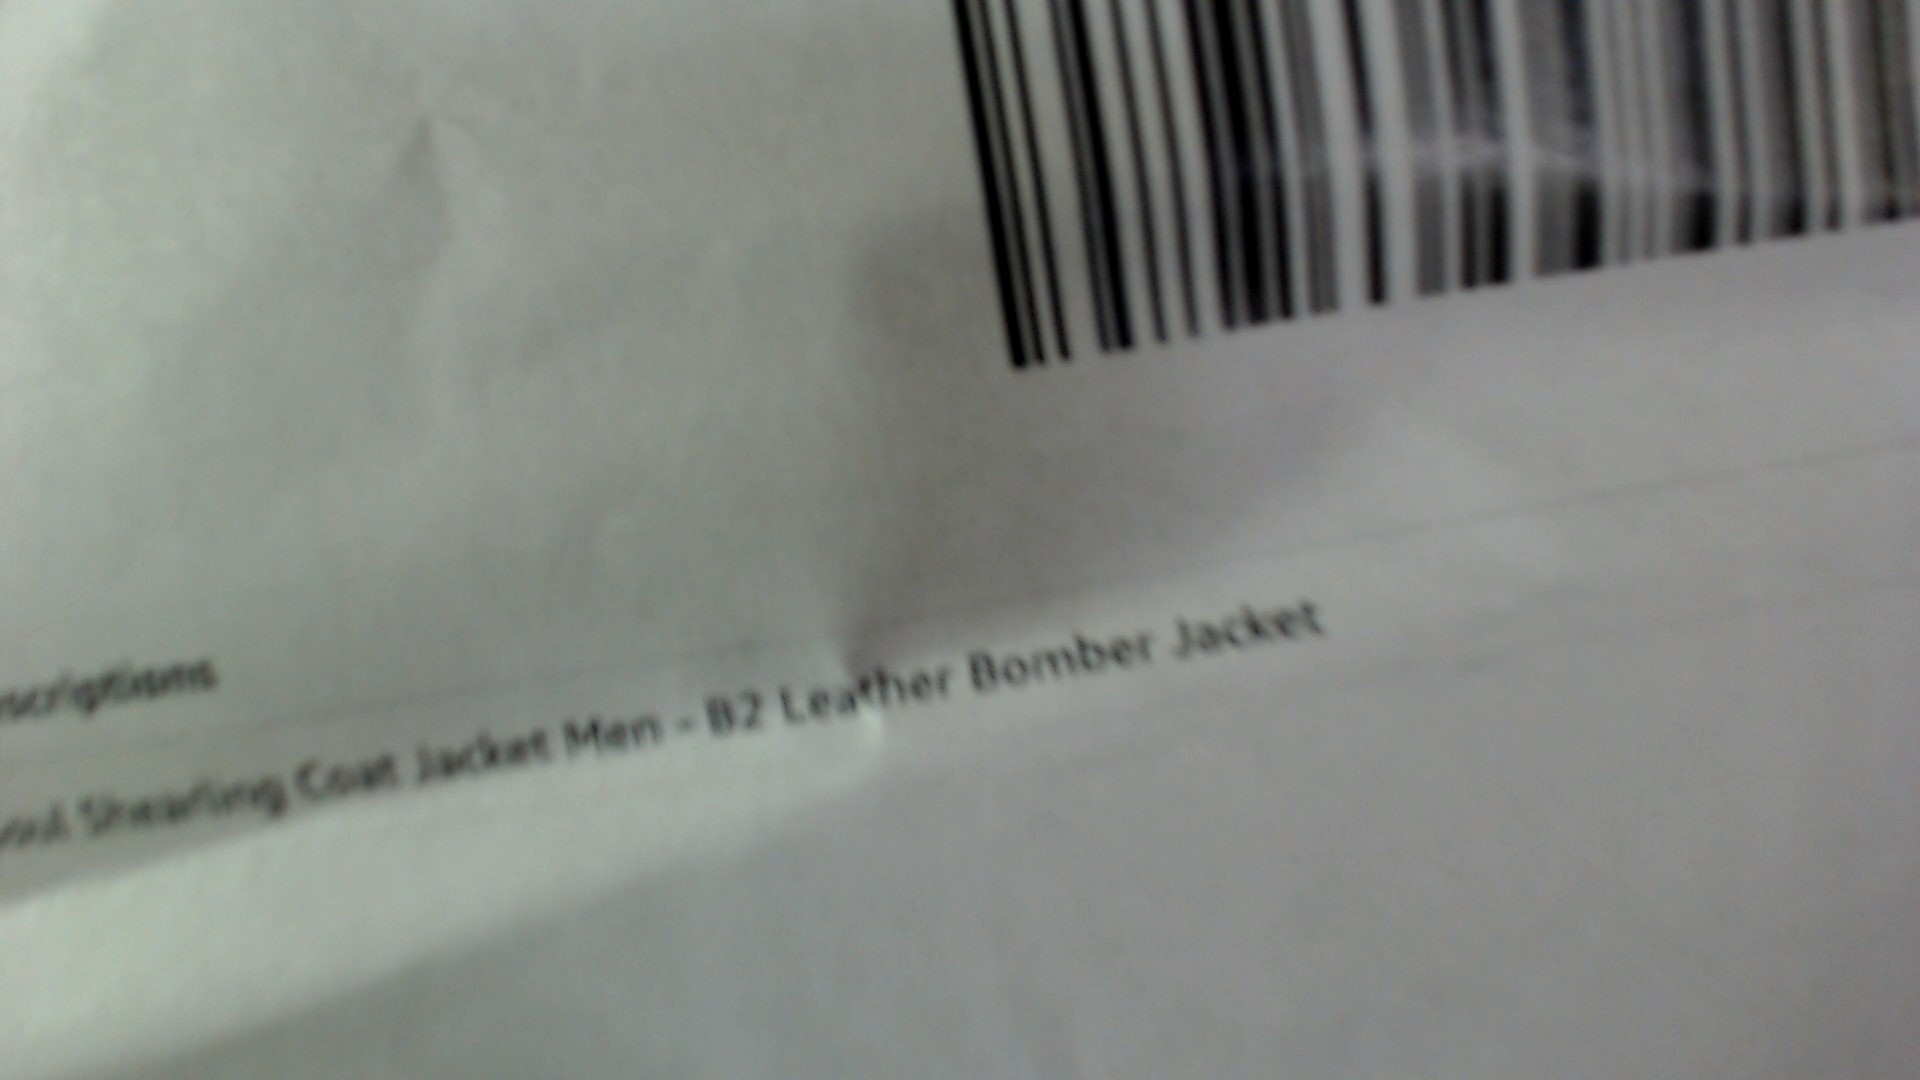 Shearling Coat Jacket Men - B2 Leather Bomber Jacket